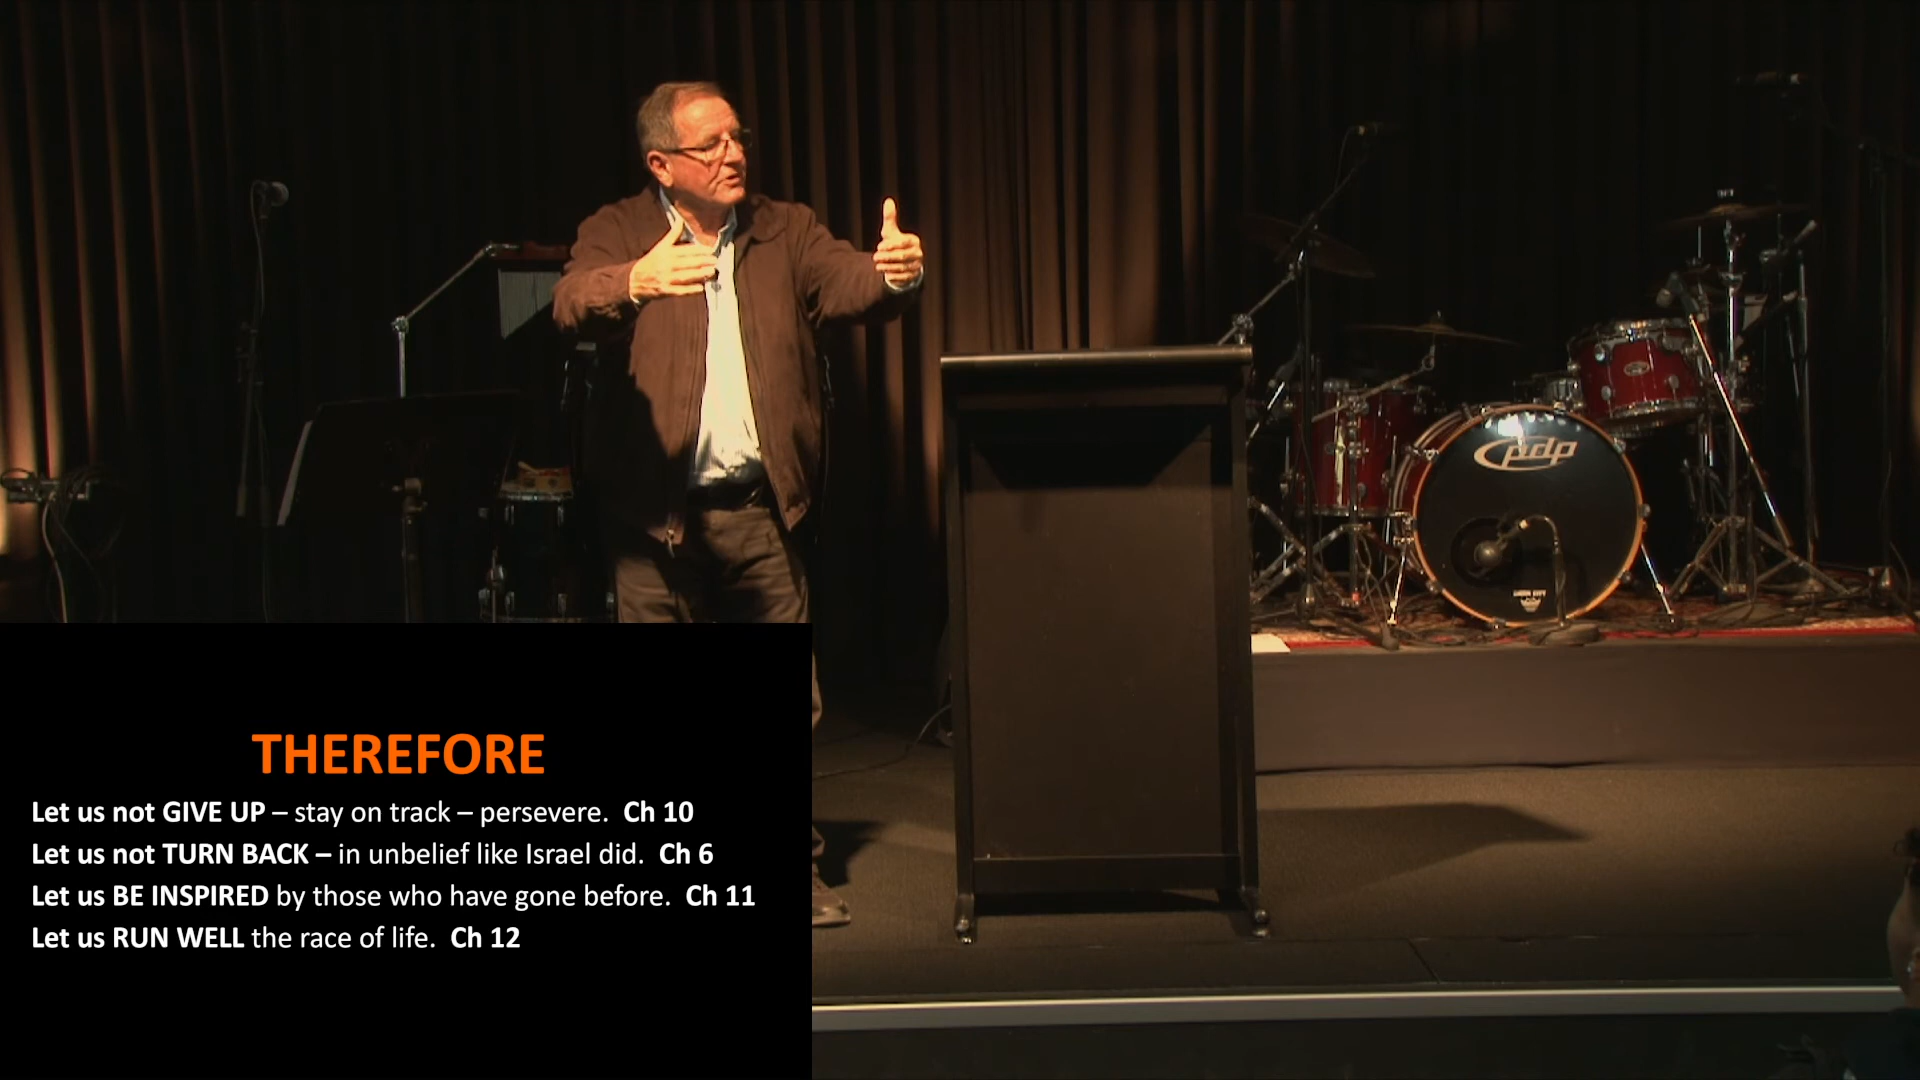 pdp
THEREFORE
Let us not GIVE UP – stay on track – persevere. Ch 10
Let us not TURN BACK – in unbelief like Israel did. Ch 6
Let us BE INSPIRED by those who have gone before. Ch 11
Let us RUN WELL the race of life. Ch 12